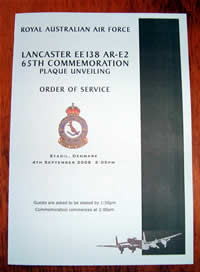 ROYAL AUSTRALIAN AIR FORCE
LANCASTER EE138 AR-E2
65TH COMMEMORATION
PLAQUE UNVEILING
ORDER OF SERVICE
STADIL, DENMARK
4TH SEPTEMBER 2008 2:00PM
Guests are asked to be seated by 1:50pm
Commemoration commences at 2:00pm